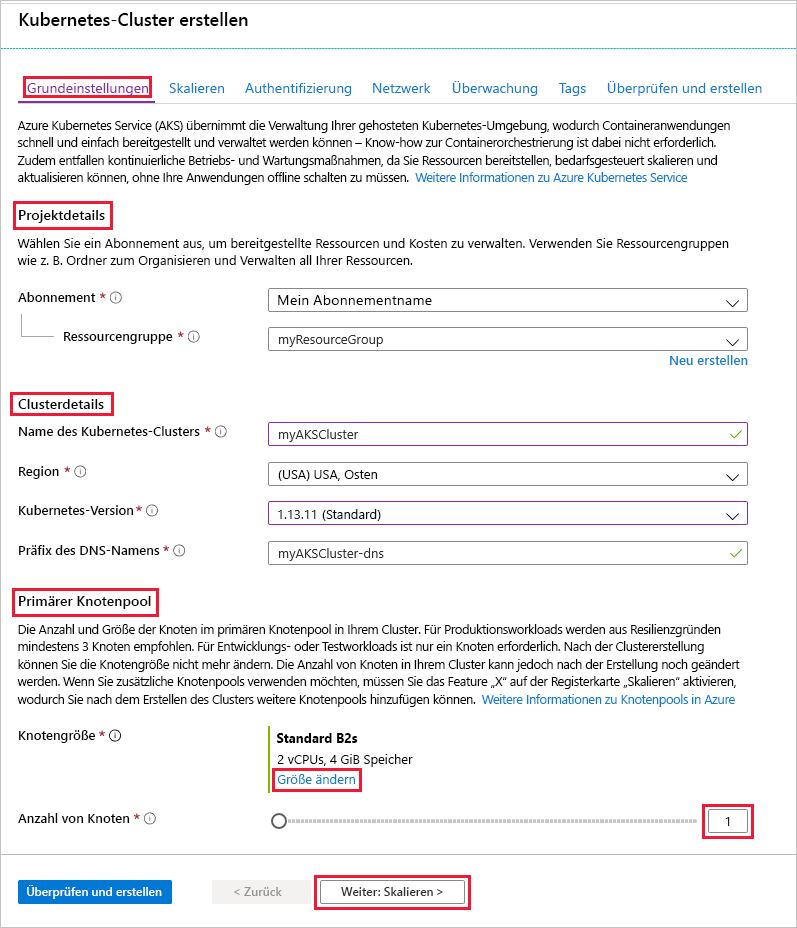 Kubernetes-Cluster erstellen
Grundeinstellungen Skalieren Authentifizierung Netzwerk Überwachung Tags Überprüfen und erstellen
Azure Kubernetes Service (AKS) übernimmt die Verwaltung Ihrer gehosteten Kubernetes-Umgebung, wodurch Containeranwendungen
schnell und einfach bereitgestellt und verwaltet werden können – Know-how zur Containerorchestrierung ist dabei nicht erforderlich.
Zudem entfallen kontinuierliche Betriebs- und Wartungsmaßnahmen, da Sie Ressourcen bereitstellen, bedarfsgesteuert skalieren und
aktualisieren können, ohne Ihre Anwendungen offline schalten zu müssen. Weitere Informationen zu Azure Kubernetes Service
Projektdetails
Wählen Sie ein Abonnement aus, um bereitgestellte Ressourcen und Kosten zu verwalten. Verwenden Sie Ressourcengruppen
wie z. B. Ordner zum Organisieren und Verwalten all Ihrer Ressourcen.
Abonnement * Mein Abonnementname
Ressourcengruppe * myResourceGroup
Neu erstellen
Clusterdetails
Name des Kubernetes-Clusters * myAKSCluster
Region * (USA) USA, Osten
Kubernetes-Version * 1.13.11 (Standard)
Präfix des DNS-Namens * myAKSCluster-dns
Primärer Knotenpool
Die Anzahl und Größe der Knoten im primären Knotenpool in Ihrem Cluster. Für Produktionsworkloads werden aus Resilienzgründen
mindestens 3 Knoten empfohlen. Für Entwicklungs- oder Testworkloads ist nur ein Knoten erforderlich. Nach der Clustererstellung
können Sie die Knotengröße nicht mehr ändern. Die Anzahl von Knoten in Ihrem Cluster kann jedoch nach der Erstellung noch geändert
werden. Wenn Sie zusätzliche Knotenpools verwenden möchten, müssen Sie das Feature „X“ auf der Registerkarte „Skalieren“ aktivieren,
wodurch Sie nach dem Erstellen des Clusters weitere Knotenpools hinzufügen können. Weitere Informationen zu Knotenpools in Azure
Knotengröße * Standard B2s
2 vCPUs, 4 GiB Speicher
Größe ändern
Anzahl von Knoten * 1
Überprüfen und erstellen < Zurück Weiter: Skalieren >